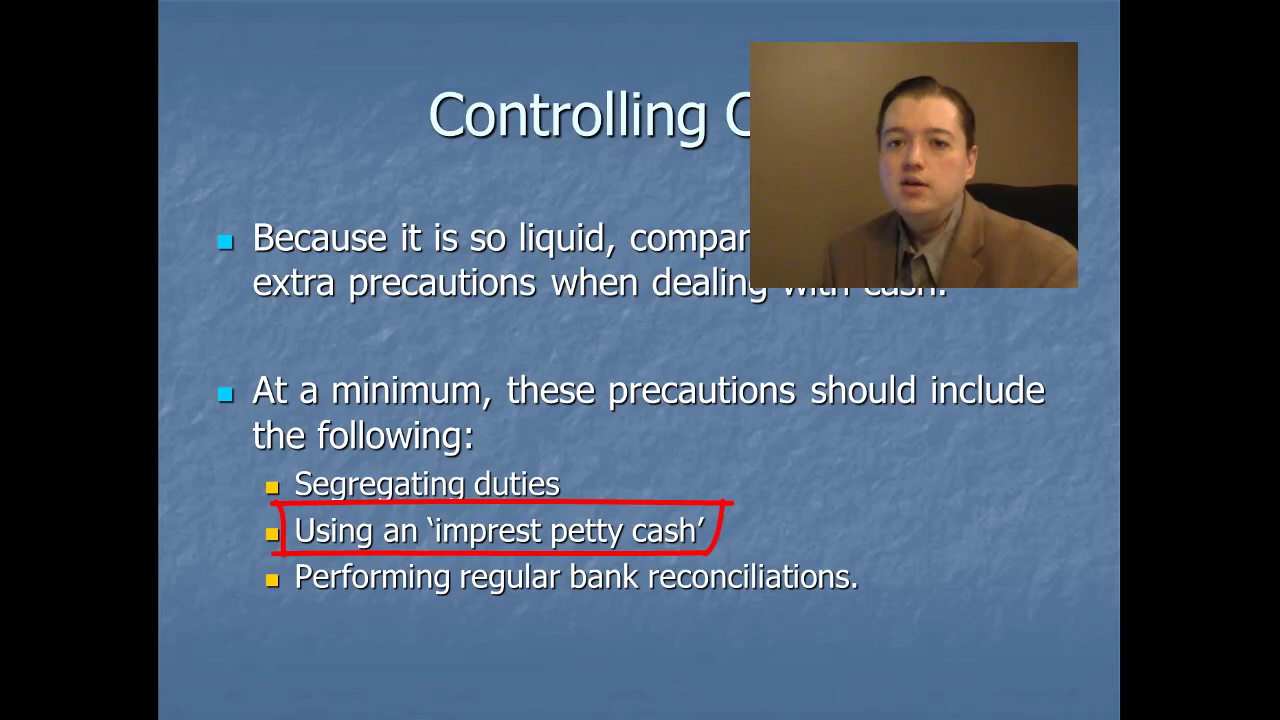 Controlling
Because it is so liquid,
extra precautions when dealing with cash.
At a minimum, these precautions should include
the following:
Segregating duties
Using an ‘imprest petty cash’
Performing regular bank reconciliations.